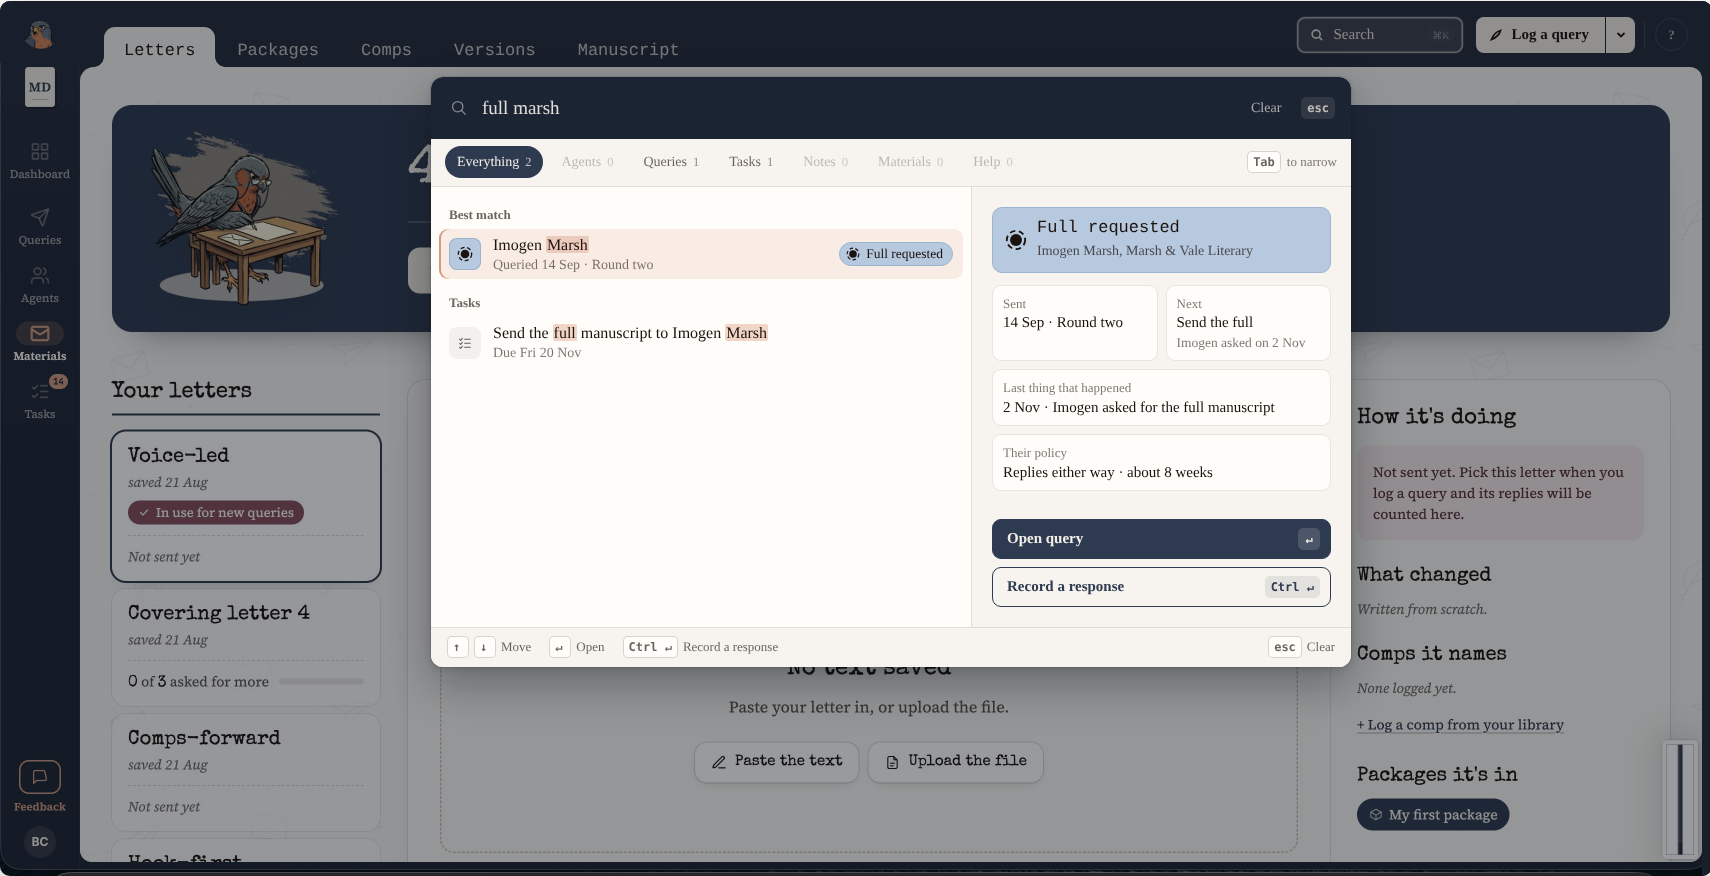 Letters
Packages
Comps
Versions
Manuscript
Search ⌘K
Log a query
?
MD
Dashboard
Queries
Agents
Materials
14
Tasks
Feedback
BC
4
full marsh
Clear
esc
Everything 2
Agents 0
Queries 1
Tasks 1
Notes 0
Materials 0
Help 0
Tab to narrow
Best match
Imogen Marsh
Queried 14 Sep · Round two
Full requested
Tasks
Send the full manuscript to Imogen Marsh
Due Fri 20 Nov
Full requested
Imogen Marsh, Marsh & Vale Literary
Sent
14 Sep · Round two
Next
Send the full
Imogen asked on 2 Nov
Last thing that happened
2 Nov · Imogen asked for the full manuscript
Their policy
Replies either way · about 8 weeks
Open query ↵
Record a response Ctrl ↵
↑ ↓ Move
↵ Open
Ctrl ↵ Record a response
esc Clear
Your letters
Voice-led
saved 21 Aug
In use for new queries
Not sent yet
Covering letter 4
saved 21 Aug
0 of 3 asked for more
Comps-forward
saved 21 Aug
Not sent yet
Hook-first
No text saved
Paste your letter in, or upload the file.
Paste the text
Upload the file
How it's doing
Not sent yet. Pick this letter when you
log a query and its replies will be
counted here.
What changed
Written from scratch.
Comps it names
None logged yet.
+ Log a comp from your library
Packages it's in
My first package